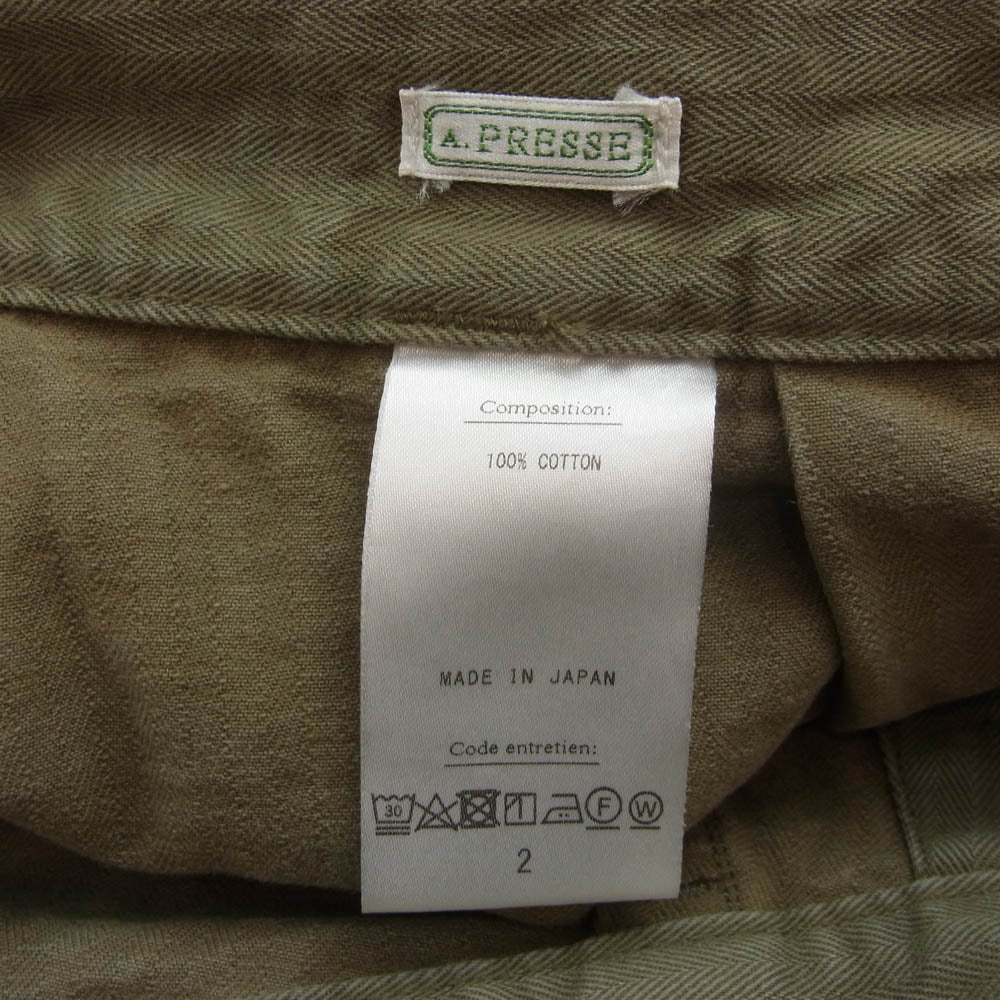 A. PRESSE
Composition:
100% COTTON
MADE IN JAPAN
Code entretien:
30 F W
2